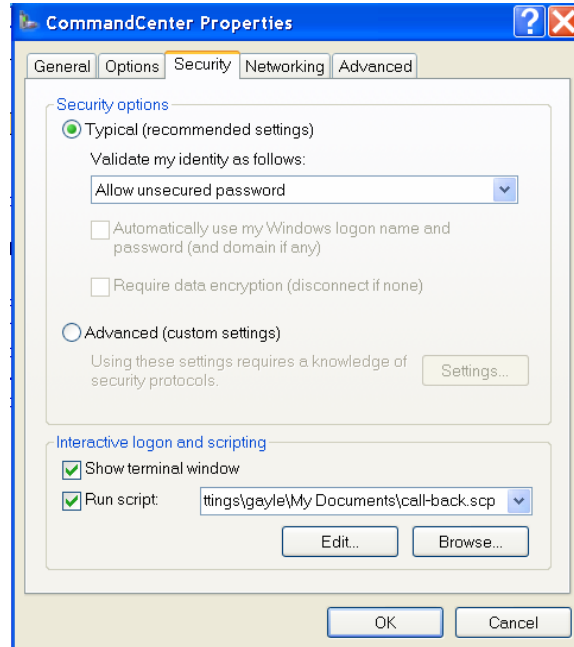 CommandCenter Properties
General Options Security Networking Advanced
Security options
Typical (recommended settings)
Validate my identity as follows:
Allow unsecured password
Automatically use my Windows logon name and
password (and domain if any)
Require data encryption (disconnect if none)
Advanced (custom settings)
Using these settings requires a knowledge of
security protocols.
Settings...
Interactive logon and scripting
Show terminal window
Run script: ttings\gayle\My Documents\call-back.scp
Edit... Browse...
OK Cancel